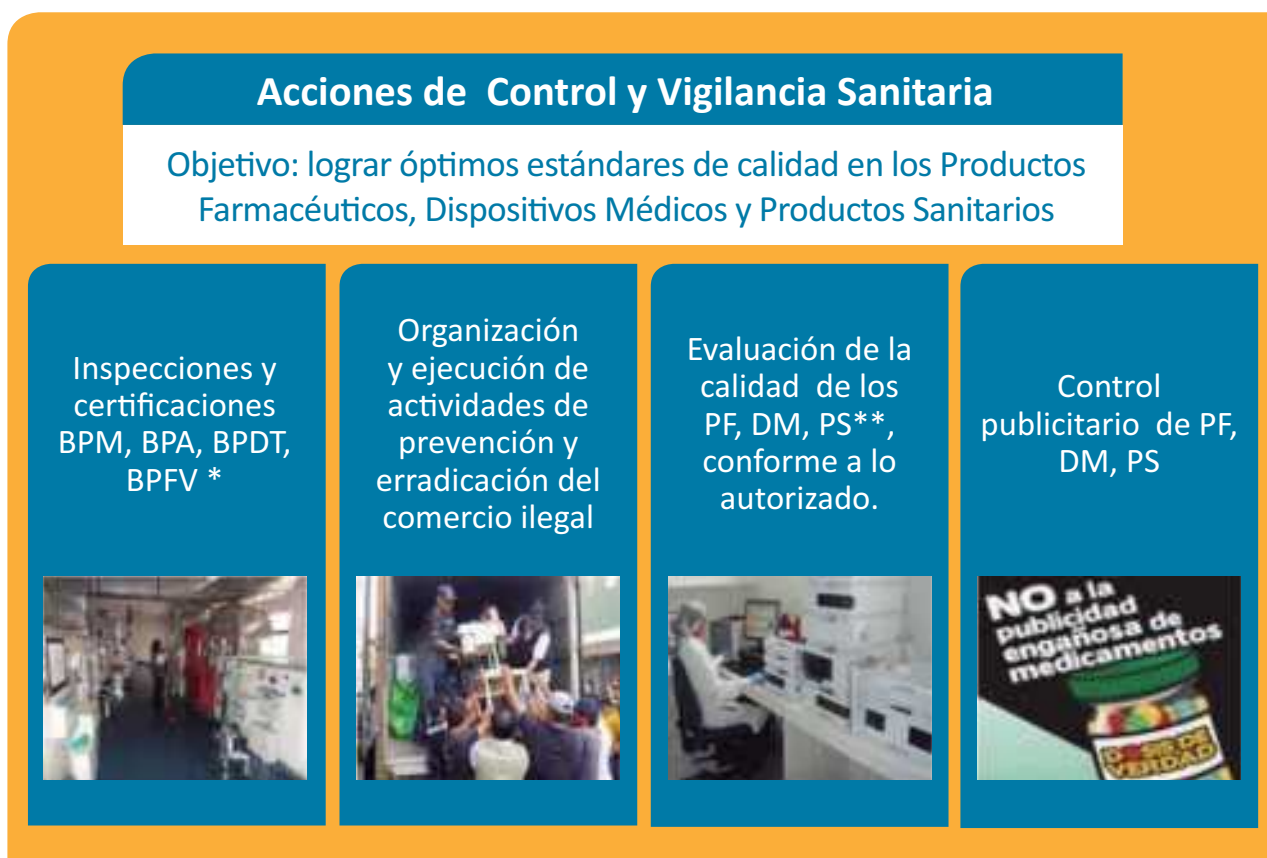 Acciones de Control y Vigilancia Sanitaria
Objetivo: lograr óptimos estándares de calidad en los Productos
Farmacéuticos, Dispositivos Médicos y Productos Sanitarios
Inspecciones y
certificaciones
BPM, BPA, BPDT,
BPFV *
Organización
y ejecución de
actividades de
prevención y
erradicación del
comercio ilegal
Evaluación de la
calidad de los
PF, DM, PS**,
conforme a lo
autorizado.
Control
publicitario de PF,
DM, PS
NO a la
publicidad
engañosa de
medicamentos
DOSIS DE
VERDAD